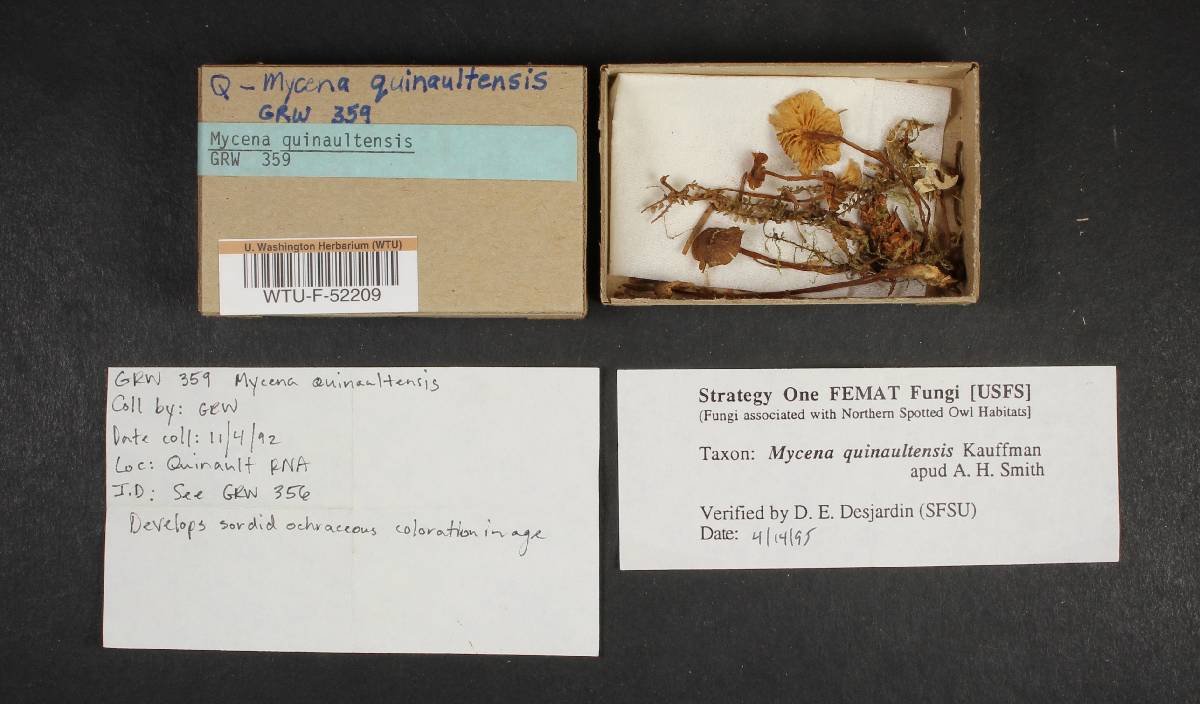 Q - Mycena quinaultensis
GRW 359
Mycena quinaultensis
GRW 359
U. Washington Herbarium (WTU)
WTU-F-52209
GRW 359 Mycena quinaultensis
Coll by: GRW
Date coll: 11/4/92
Loc: Quinault RNA
I.D: See GRW 356
Develops sordid ochraceous coloration in age
Strategy One FEMAT Fungi [USFS]
(Fungi associated with Northern Spotted Owl Habitats]
Taxon: Mycena quinaultensis Kauffman
apud A. H. Smith
Verified by D. E. Desjardin (SFSU)
Date: 4/14/95